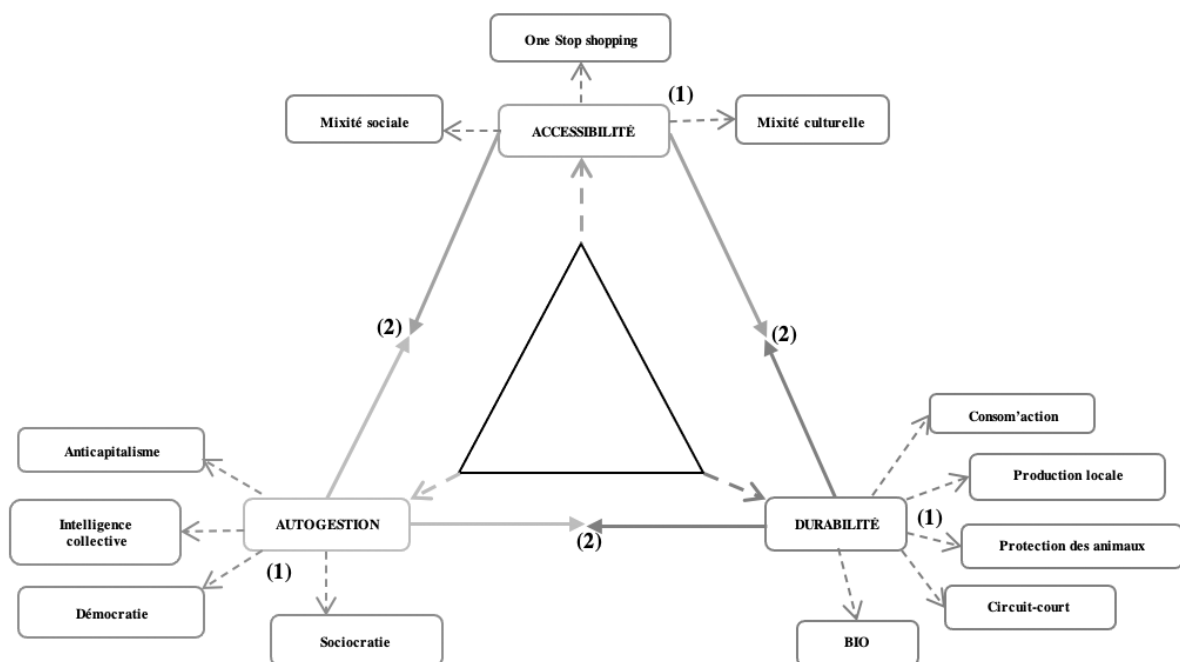 One Stop shopping
(1)
Mixité sociale
ACCESSIBILITÉ
Mixité culturelle
(2)
(2)
Consom’action
Anticapitalisme
Production locale
Intelligence
collective
AUTOGESTION
DURABILITÉ
(1)
(2)
Protection des animaux
(1)
Démocratie
Circuit-court
Sociocratie
BIO